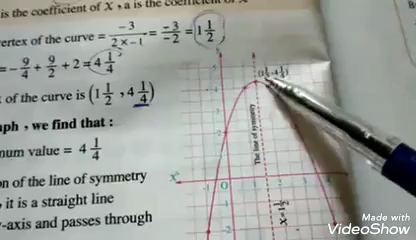 is the coefficient of X , a is the coefficient of X
vertex of the curve = -3 / 2 × -1 = -3 / -2 = 1 1/2
= - 9/4 + 9/2 + 2 = 4 1/4
of the curve is (1 1/2 , 4 1/4)
aph , we find that :
mum value = 4 1/4
on of the line of symmetry
, it is a straight line
y-axis and passes through
The line of symmetry
X = 1 1/2
O
Made with
VivaVideo